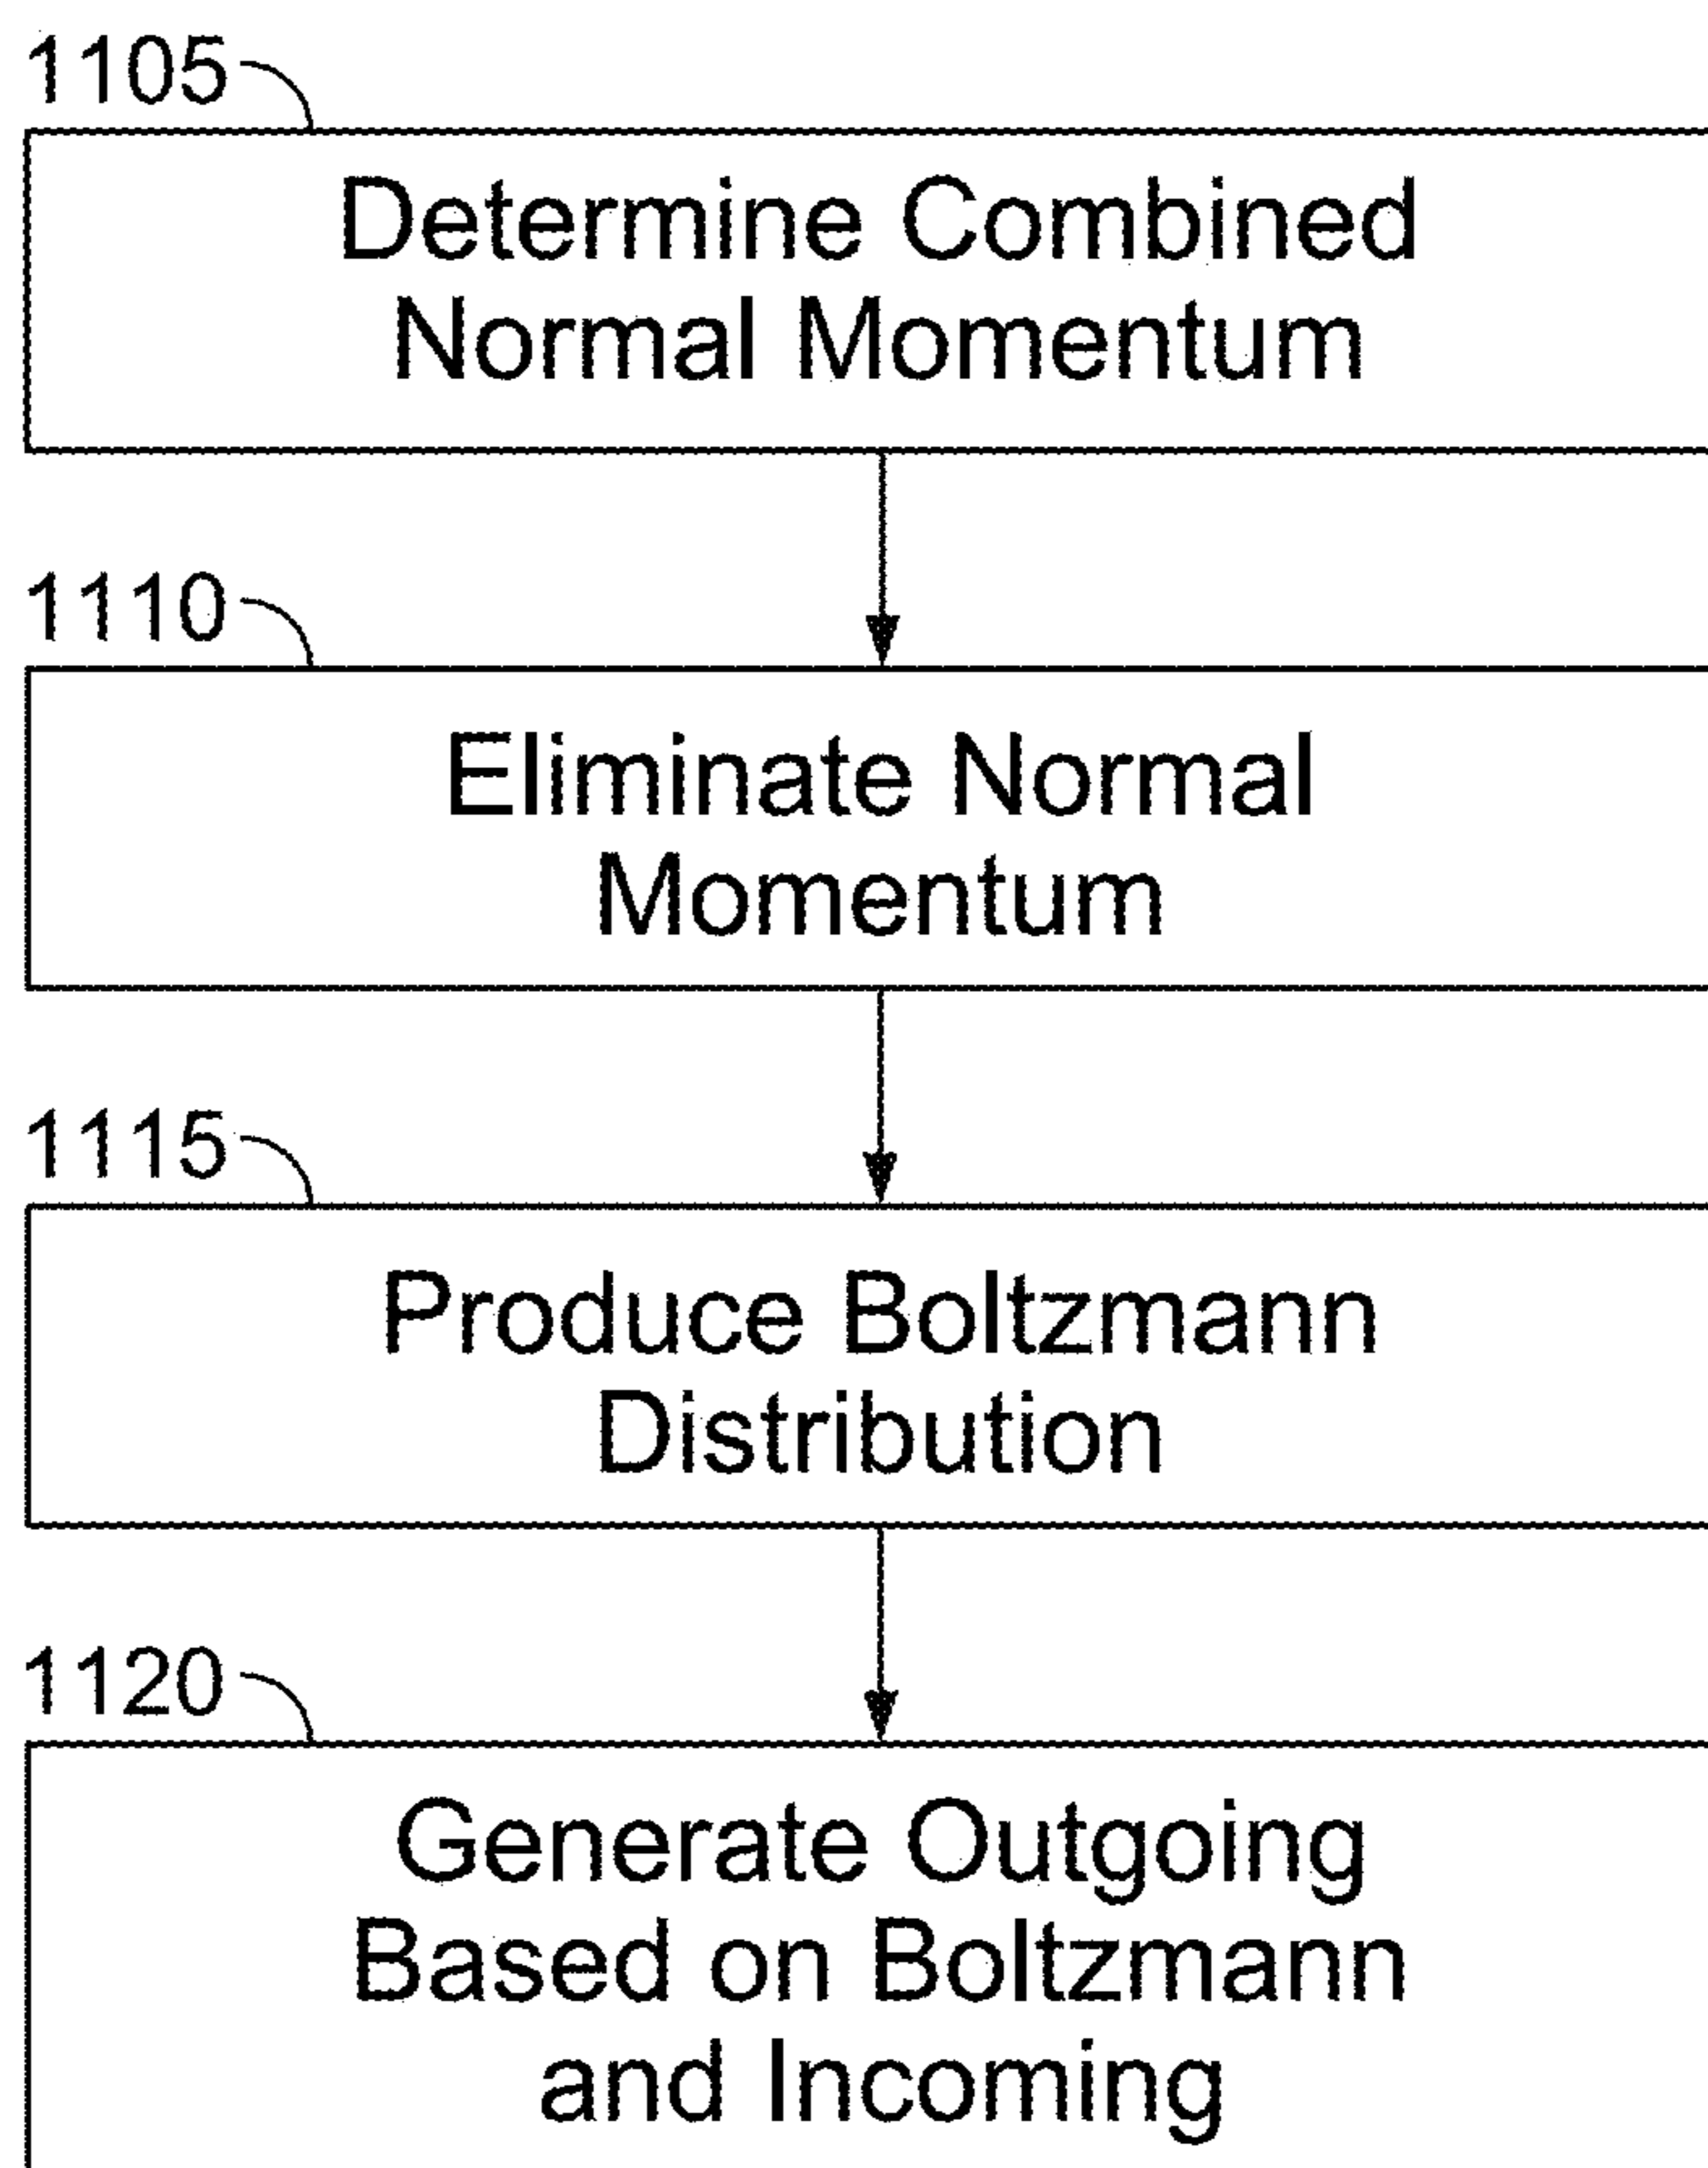 1105
Determine Combined
Normal Momentum
1110
Eliminate Normal
Momentum
1115
Produce Boltzmann
Distribution
1120
Generate Outgoing
Based on Boltzmann
and Incoming